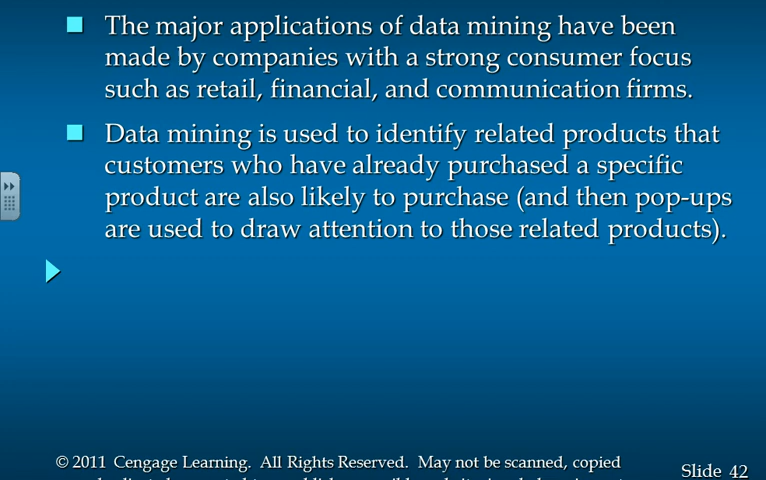 The major applications of data mining have been
made by companies with a strong consumer focus
such as retail, financial, and communication firms.
Data mining is used to identify related products that
customers who have already purchased a specific
product are also likely to purchase (and then pop-ups
are used to draw attention to those related products).
© 2011 Cengage Learning. All Rights Reserved. May not be scanned, copied
Slide 42